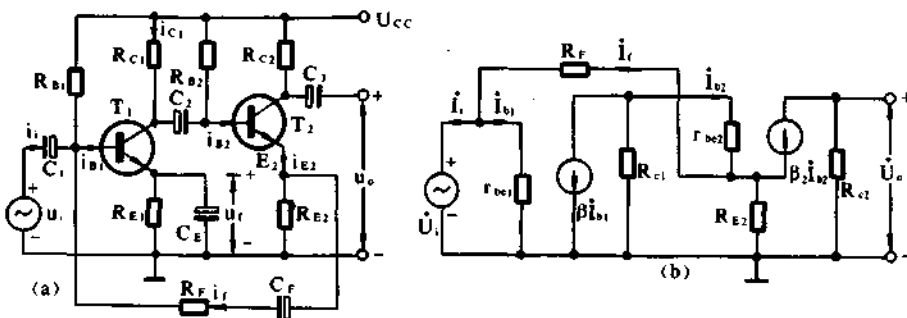 i_C1
U_CC
R_C1
R_B2
R_C2
R_B1
C_2
C_3
+
T_1
T_2
i_i
C_1
i_B1
i_B2
E_2
i_E2
+
u_i
-
R_E1
C_E
+
u_f
-
R_E2
u_o
-
(a)
R_F
i_f
C_F
R_F
İ_f
İ_b2
İ_i
İ_b1
r_be2
+
+
U̇_i
-
r_be1
βİ_b1
R_c1
β_2İ_b2
R_c2
U̇_o
R_E2
-
(b)